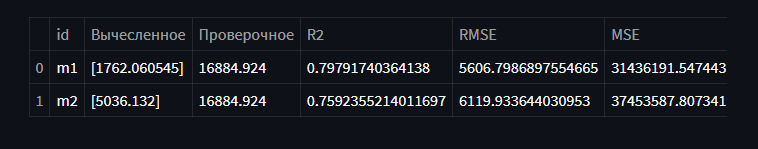 id Вычесленное Проверочное R2 RMSE MSE
0 m1 [1762.060545] 16884.924 0.79791740364138 5606.7986897554665 31436191.547443
1 m2 [5036.132] 16884.924 0.7592355214011697 6119.933644030953 37453587.807341